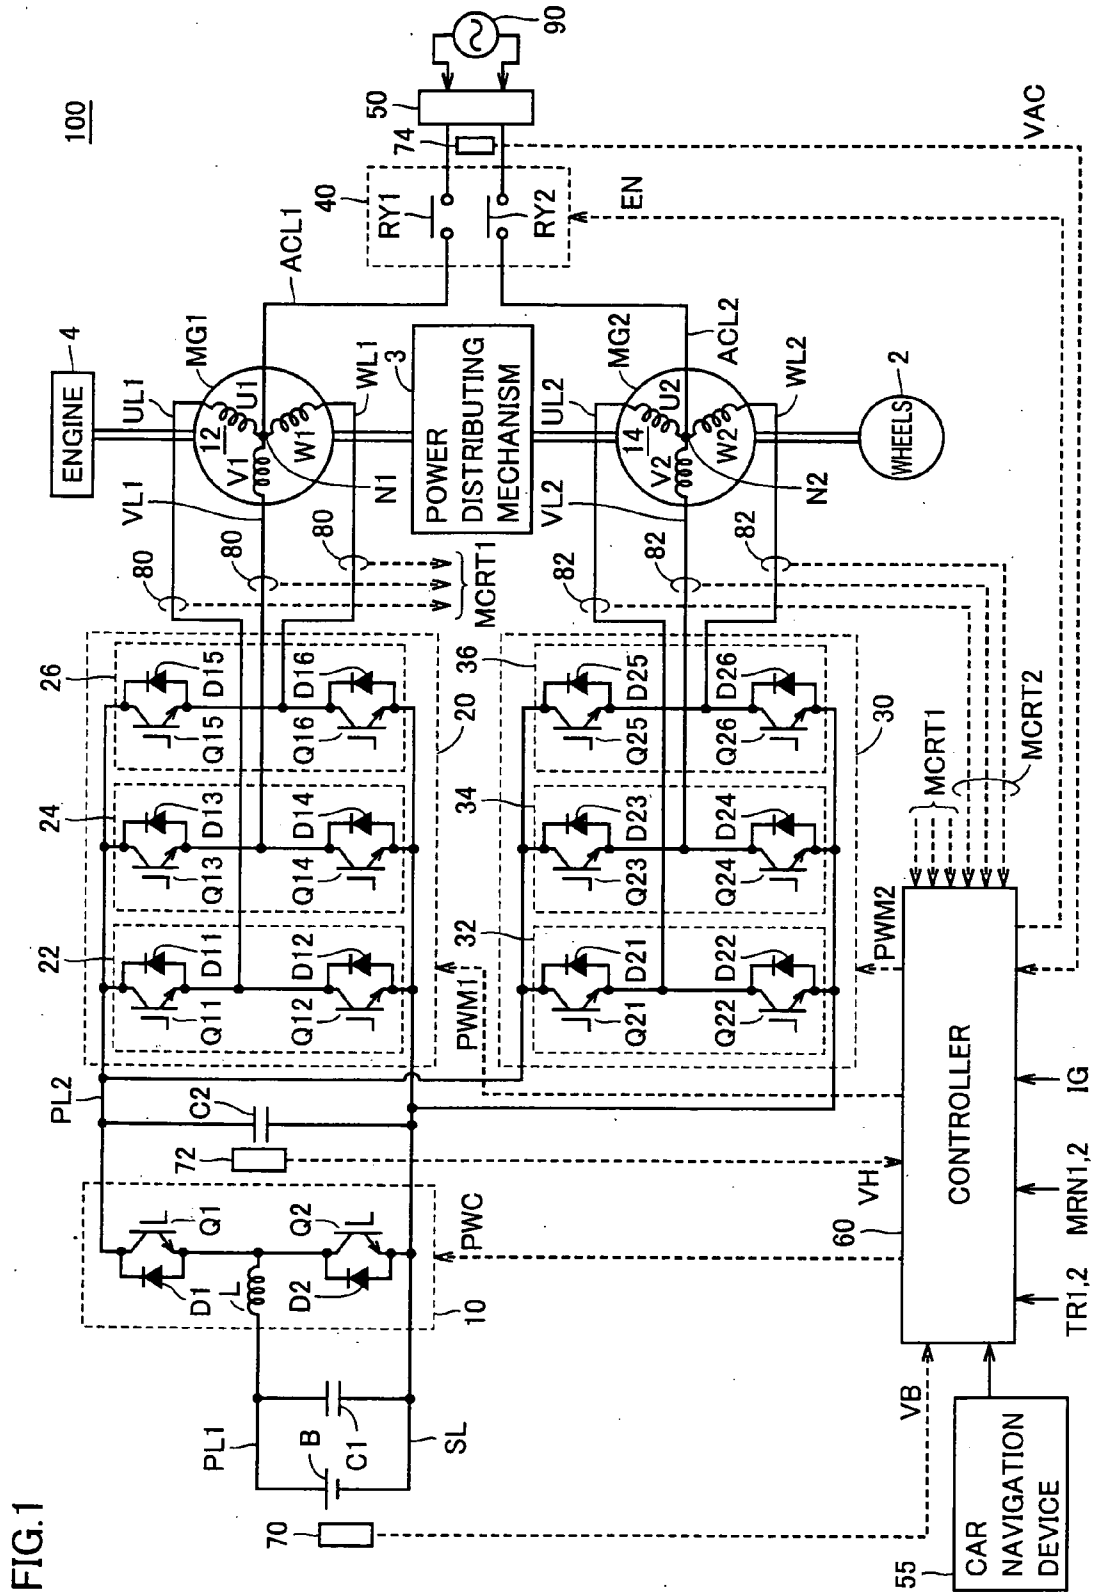 FIG.1
100
ENGINE
4
90
50
74
40
RY1
RY2
EN
VAC
ACL1
ACL2
MG1
UL1
U1
12
V1
W1
N1
WL1
VL1
3
POWER
DISTRIBUTING
MECHANISM
MG2
UL2
U2
14
V2
W2
N2
WL2
VL2
2
WHEELS
80
80
80
MCRT1
82
82
82
26
D15
Q15
D16
Q16
24
D13
Q13
D14
Q14
22
D11
Q11
D12
Q12
20
36
D25
Q25
D26
Q26
34
D23
Q23
D24
Q24
32
D21
Q21
D22
Q22
30
MCRT1
MCRT2
PWM1
PWM2
PL2
C2
72
VH
Q1
D1
L
Q2
D2
10
PWC
PL1
B
C1
SL
70
VB
60
CONTROLLER
IG
MRN1,2
TR1,2
55
CAR
NAVIGATION
DEVICE